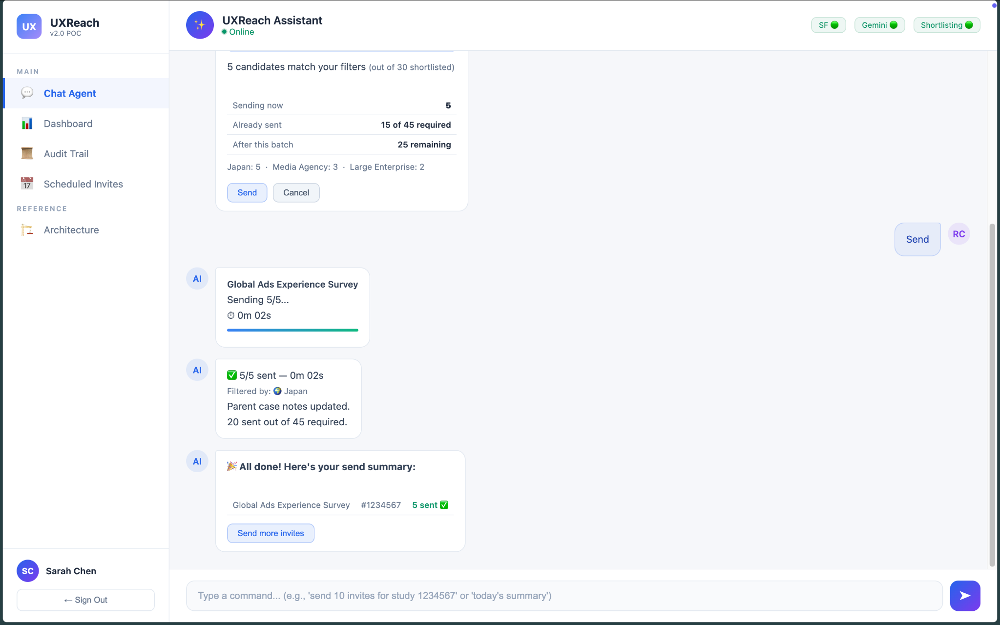 UX
UXReach
v2.0 POC
MAIN
Chat Agent
Dashboard
Audit Trail
17
Scheduled Invites
REFERENCE
Architecture
SC
Sarah Chen
← Sign Out
UXReach Assistant
Online
SF
Gemini
Shortlisting
5 candidates match your filters (out of 30 shortlisted)
Sending now 5
Already sent 15 of 45 required
After this batch 25 remaining
Japan: 5 · Media Agency: 3 · Large Enterprise: 2
Send Cancel
Send
RC
AI
Global Ads Experience Survey
Sending 5/5...
⏱ 0m 02s
AI
✅ 5/5 sent — 0m 02s
Filtered by: 🌍 Japan
Parent case notes updated.
20 sent out of 45 required.
AI
🎉 All done! Here's your send summary:
Global Ads Experience Survey #1234567 5 sent ✅
Send more invites
Type a command... (e.g., 'send 10 invites for study 1234567' or 'today's summary')